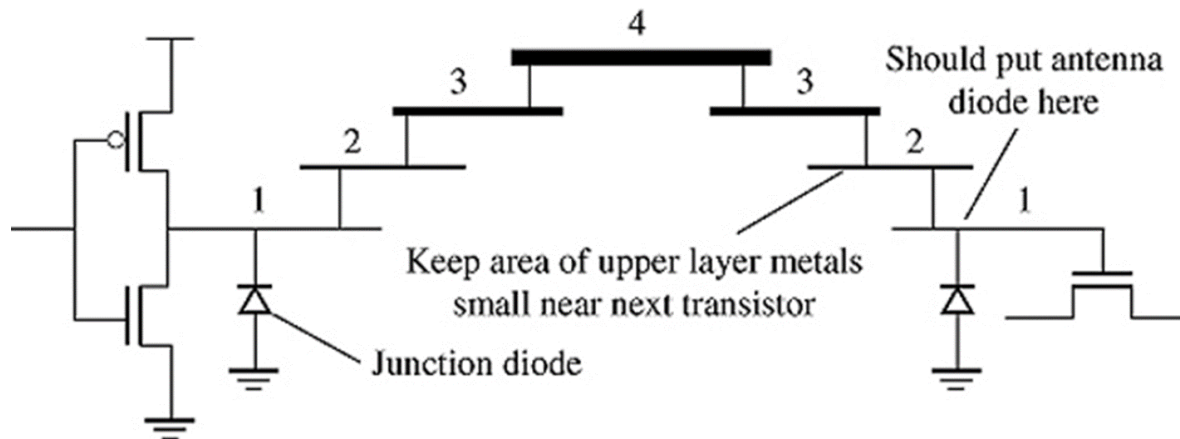 4
3
3
Should put antenna
diode here
2
2
1
1
Keep area of upper layer metals
small near next transistor
Junction diode